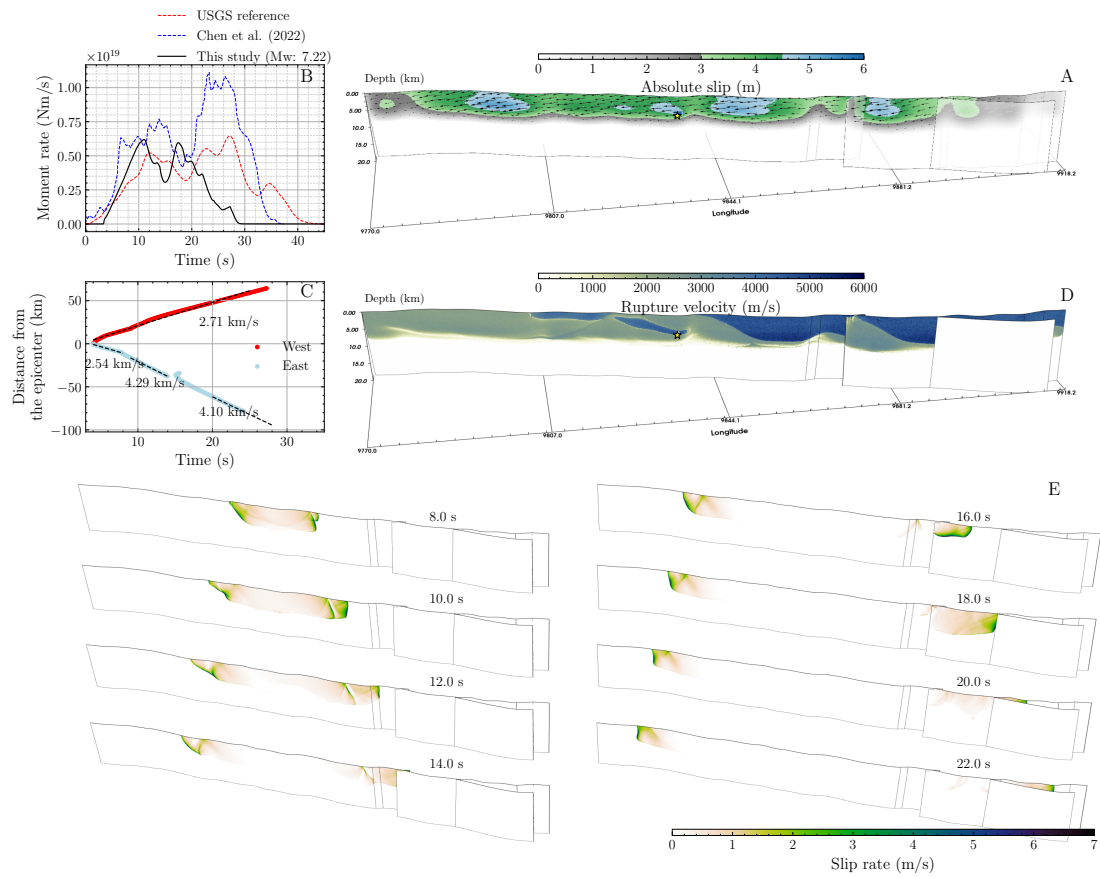 USGS reference
Chen et al. (2022)
This study (Mw: 7.22)
×10¹⁹
B
1.00
0.75
0.50
0.25
0.00
Moment rate (Nm/s)
0 10 20 30 40
Time (s)
0 1 2 3 4 5 6
Absolute slip (m)
A
Depth (km)
0.00
5.00
10.0
15.0
20.0
9770.0
9807.0
9844.1
9881.2
9918.2
Longitude
C
50
0
−50
−100
Distance from
the epicenter (km)
2.71 km/s
West
East
2.54 km/s
4.29 km/s
4.10 km/s
10 20 30
Time (s)
0 1000 2000 3000 4000 5000 6000
Rupture velocity (m/s)
D
Depth (km)
0.00
5.00
10.0
15.0
20.0
9770.0
9807.0
9844.1
9881.2
9918.2
Longitude
E
8.0 s
10.0 s
12.0 s
14.0 s
16.0 s
18.0 s
20.0 s
22.0 s
0 1 2 3 4 5 6 7
Slip rate (m/s)